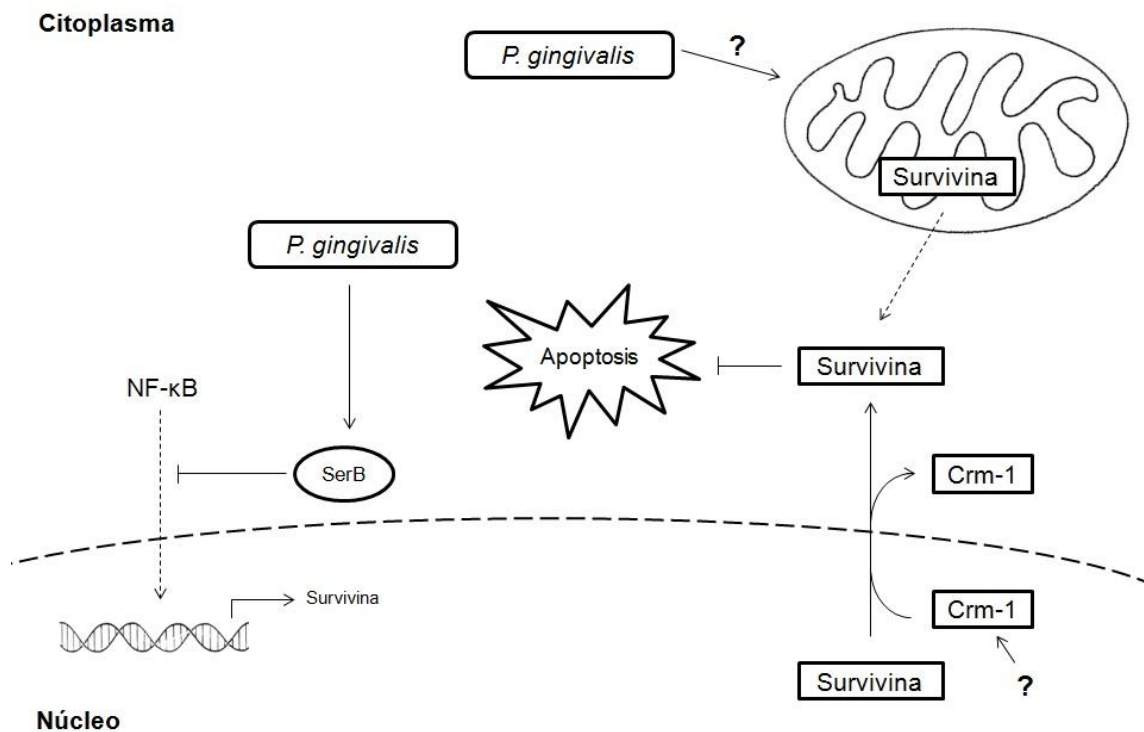 Citoplasma
P. gingivalis
?
Survivina
P. gingivalis
Apoptosis
Survivina
NF-κB
SerB
Crm-1
Survivina
Crm-1
Survivina
?
Núcleo